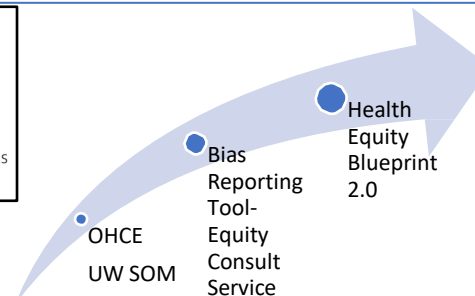 s
OHCE
UW SOM
Bias
Reporting
Tool-
Equity
Consult
Service
Health
Equity
Blueprint
2.0